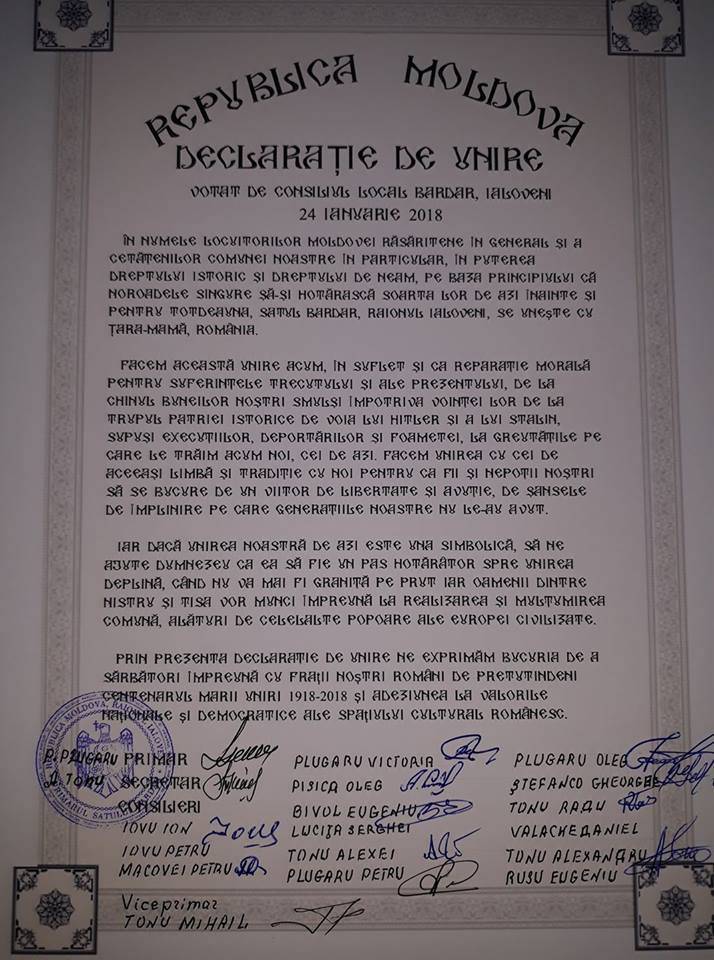 REPUBLICA MOLDOVA
DECLARAȚIE DE UNIRE
VOTAT DE CONSILIUL LOCAL BARDAR, IALOVENI
24 IANUARIE 2018
ÎN NUMELE LOCUITORILOR MOLDOVEI RĂSĂRITENE ÎN GENERAL ȘI A
CETĂȚENILOR COMUNEI NOASTRE ÎN PARTICULAR, ÎN PUTEREA
DREPTULUI ISTORIC ȘI DREPTULUI DE NEAM, PE BAZA PRINCIPIULUI CĂ
NOROADELE SINGURE SĂ-ȘI HOTĂRASCĂ SOARTA LOR DE AZI ÎNAINTE ȘI
PENTRU TOTDEAUNA, SATUL BARDAR, RAIONUL IALOVENI, SE UNEȘTE CU
ȚARA-MAMĂ, ROMÂNIA.
FACEM ACEASTĂ UNIRE ACUM, ÎN SUFLET ȘI CA REPARAȚIE MORALĂ
PENTRU SUFERINȚELE TRECUTULUI ȘI ALE PREZENTULUI, DE LA
CHINUL BUNEILOR NOȘTRI SMULȘI ÎMPOTRIVA VOINȚEI LOR DE LA
TRUPUL PATRIEI ISTORICE DE VOIA LUI HITLER ȘI A LUI STALIN,
SUPUȘI EXECUȚIILOR, DEPORTĂRILOR ȘI FOAMETEI, LA GREUTĂȚILE PE
CARE LE TRĂIM ACUM NOI, CEI DE AZI. FACEM UNIREA CU CEI DE
ACEEAȘI LIMBĂ ȘI TRADIȚIE CU NOI PENTRU CA FII ȘI NEPOȚII NOȘTRI
SĂ SE BUCURE DE UN VIITOR DE LIBERTATE ȘI AVUȚIE, DE ȘANSELE
DE ÎMPLINIRE PE CARE GENERAȚIILE NOASTRE NU LE-AU AVUT.
IAR DACĂ UNIREA NOASTRĂ DE AZI ESTE UNA SIMBOLICĂ, SĂ NE
AJUTE DUMNEZEU CA EA SĂ FIE UN PAS HOTĂRÂTOR SPRE UNIREA
DEPLINĂ, CÂND NU VA MAI FI GRANIȚĂ PE PRUT IAR OAMENII DINTRE
NISTRU ȘI TISA VOR MUNCI ÎMPREUNĂ LA REALIZAREA ȘI MULȚUMIREA
COMUNĂ, ALĂTURI DE CELELALTE POPOARE ALE EUROPEI CIVILIZATE.
PRIN PREZENTA DECLARAȚIE DE UNIRE NE EXPRIMĂM BUCURIA DE A
SĂRBĂTORI ÎMPREUNĂ CU FRAȚII NOȘTRI ROMÂNI DE PRETUTINDENI
CENTENARUL MARII UNIRI 1918-2018 ȘI ADEZIUNEA LA VALORILE
NAȚIONALE ȘI DEMOCRATICE ALE SPAȚIULUI CULTURAL ROMÂNESC.
REPUBLICA MOLDOVA, RAIONUL IALOVENI
PRIMARUL SATULUI
P. PLUGARU PRIMAR
TONU SECRETAR
CONSILIERI
IOVU ION
IOVU PETRU
MACOVEI PETRU
Viceprimar
TONU MIHAIL
PLUGARU VICTORIA
PISICA OLEG
BIVOL EUGENIU
LUCIȚA SERGHEI
TONU ALEXEI
PLUGARU PETRU
PLUGARU OLEG
ȘTEFANCO GHEORGHE
TONU RADU
VALACHE DANIEL
TONU ALEXANDRU
RUSU EUGENIU